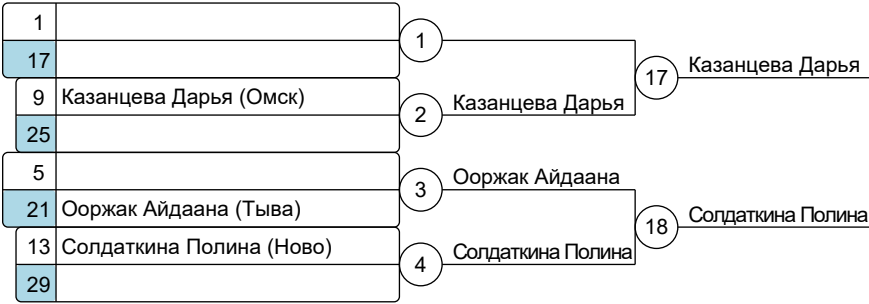 1
1
17
17
Казанцева Дарья
9 Казанцева Дарья (Омск)
2
Казанцева Дарья
25
5
3
Ооржак Айдаана
21 Ооржак Айдаана (Тыва)
18
Солдаткина Полина
13 Солдаткина Полина (Ново)
4
Солдаткина Полина
29